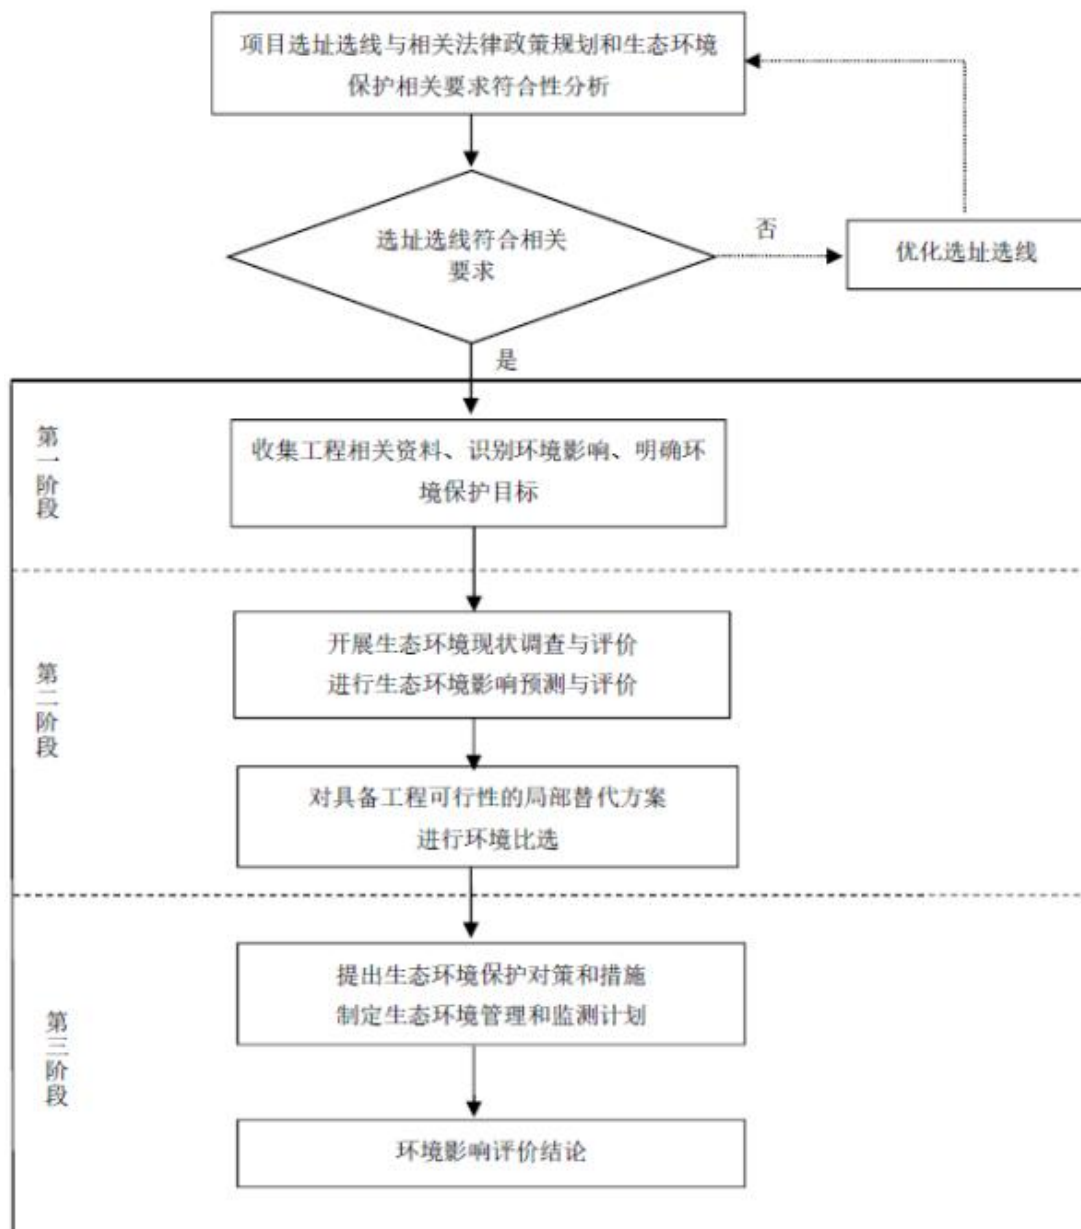 项目选址选线与相关法律政策规划和生态环境
保护相关要求符合性分析
选址选线符合相关
要求
否
优化选址选线
是
第一阶段
收集工程相关资料、识别环境影响、明确环
境保护目标
第二阶段
开展生态环境现状调查与评价
进行生态环境影响预测与评价
对具备工程可行性的局部替代方案
进行环境比选
第三阶段
提出生态环境保护对策和措施
制定生态环境管理和监测计划
环境影响评价结论